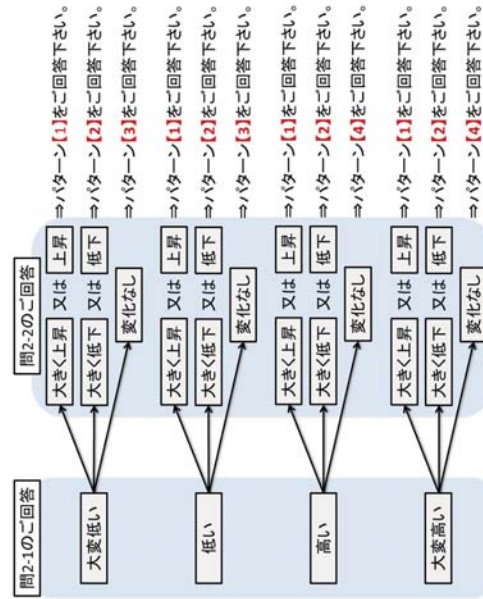 問2-1のご回答
問2-2のご回答
大変低い
大きく上昇 又は 上昇 ⇒パターン【1】をご回答下さい。
大きく低下 又は 低下 ⇒パターン【2】をご回答下さい。
変化なし ⇒パターン【3】をご回答下さい。
低い
大きく上昇 又は 上昇 ⇒パターン【1】をご回答下さい。
大きく低下 又は 低下 ⇒パターン【2】をご回答下さい。
変化なし ⇒パターン【3】をご回答下さい。
高い
大きく上昇 又は 上昇 ⇒パターン【1】をご回答下さい。
大きく低下 又は 低下 ⇒パターン【2】をご回答下さい。
変化なし ⇒パターン【4】をご回答下さい。
大変高い
大きく上昇 又は 上昇 ⇒パターン【1】をご回答下さい。
大きく低下 又は 低下 ⇒パターン【2】をご回答下さい。
変化なし ⇒パターン【4】をご回答下さい。